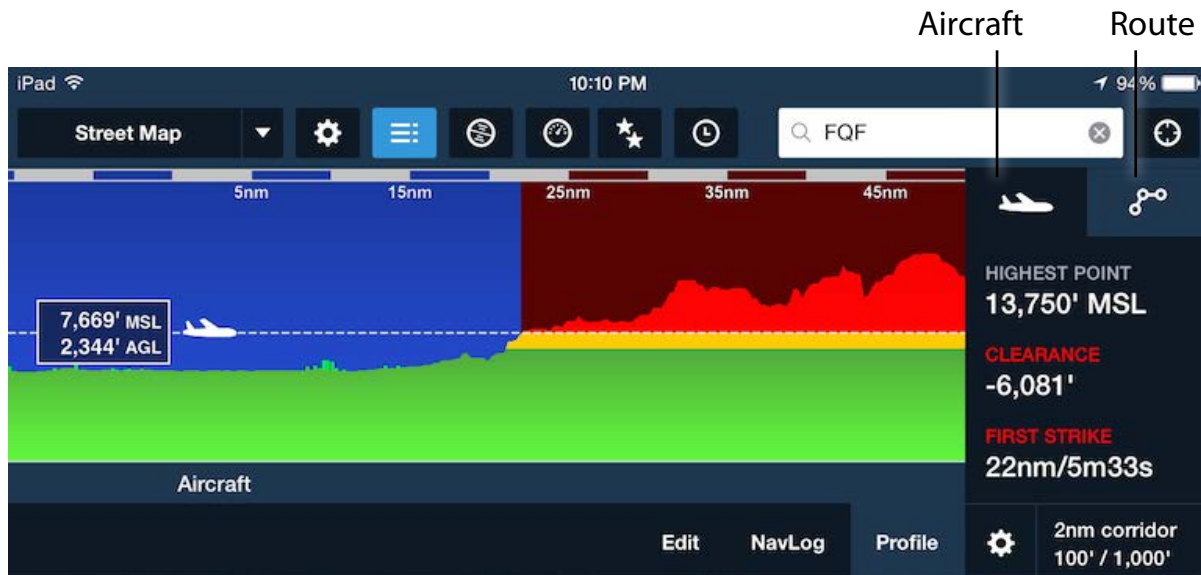 Aircraft Route
iPad 10:10 PM 94%
Street Map FQF
5nm 15nm 25nm 35nm 45nm
HIGHEST POINT
13,750' MSL
7,669' MSL
2,344' AGL
CLEARANCE
-6,081'
FIRST STRIKE
22nm/5m33s
Aircraft
Edit NavLog Profile 2nm corridor
100' / 1,000'